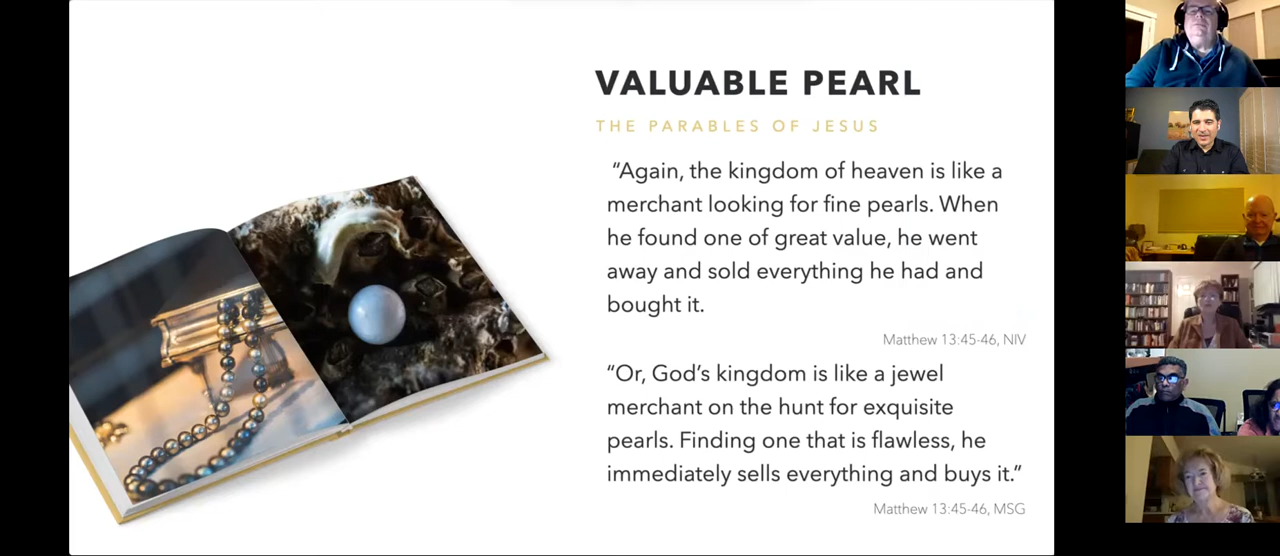 VALUABLE PEARL
THE PARABLES OF JESUS
“Again, the kingdom of heaven is like a
merchant looking for fine pearls. When
he found one of great value, he went
away and sold everything he had and
bought it.
Matthew 13:45-46, NIV
“Or, God’s kingdom is like a jewel
merchant on the hunt for exquisite
pearls. Finding one that is flawless, he
immediately sells everything and buys it.”
Matthew 13:45-46, MSG